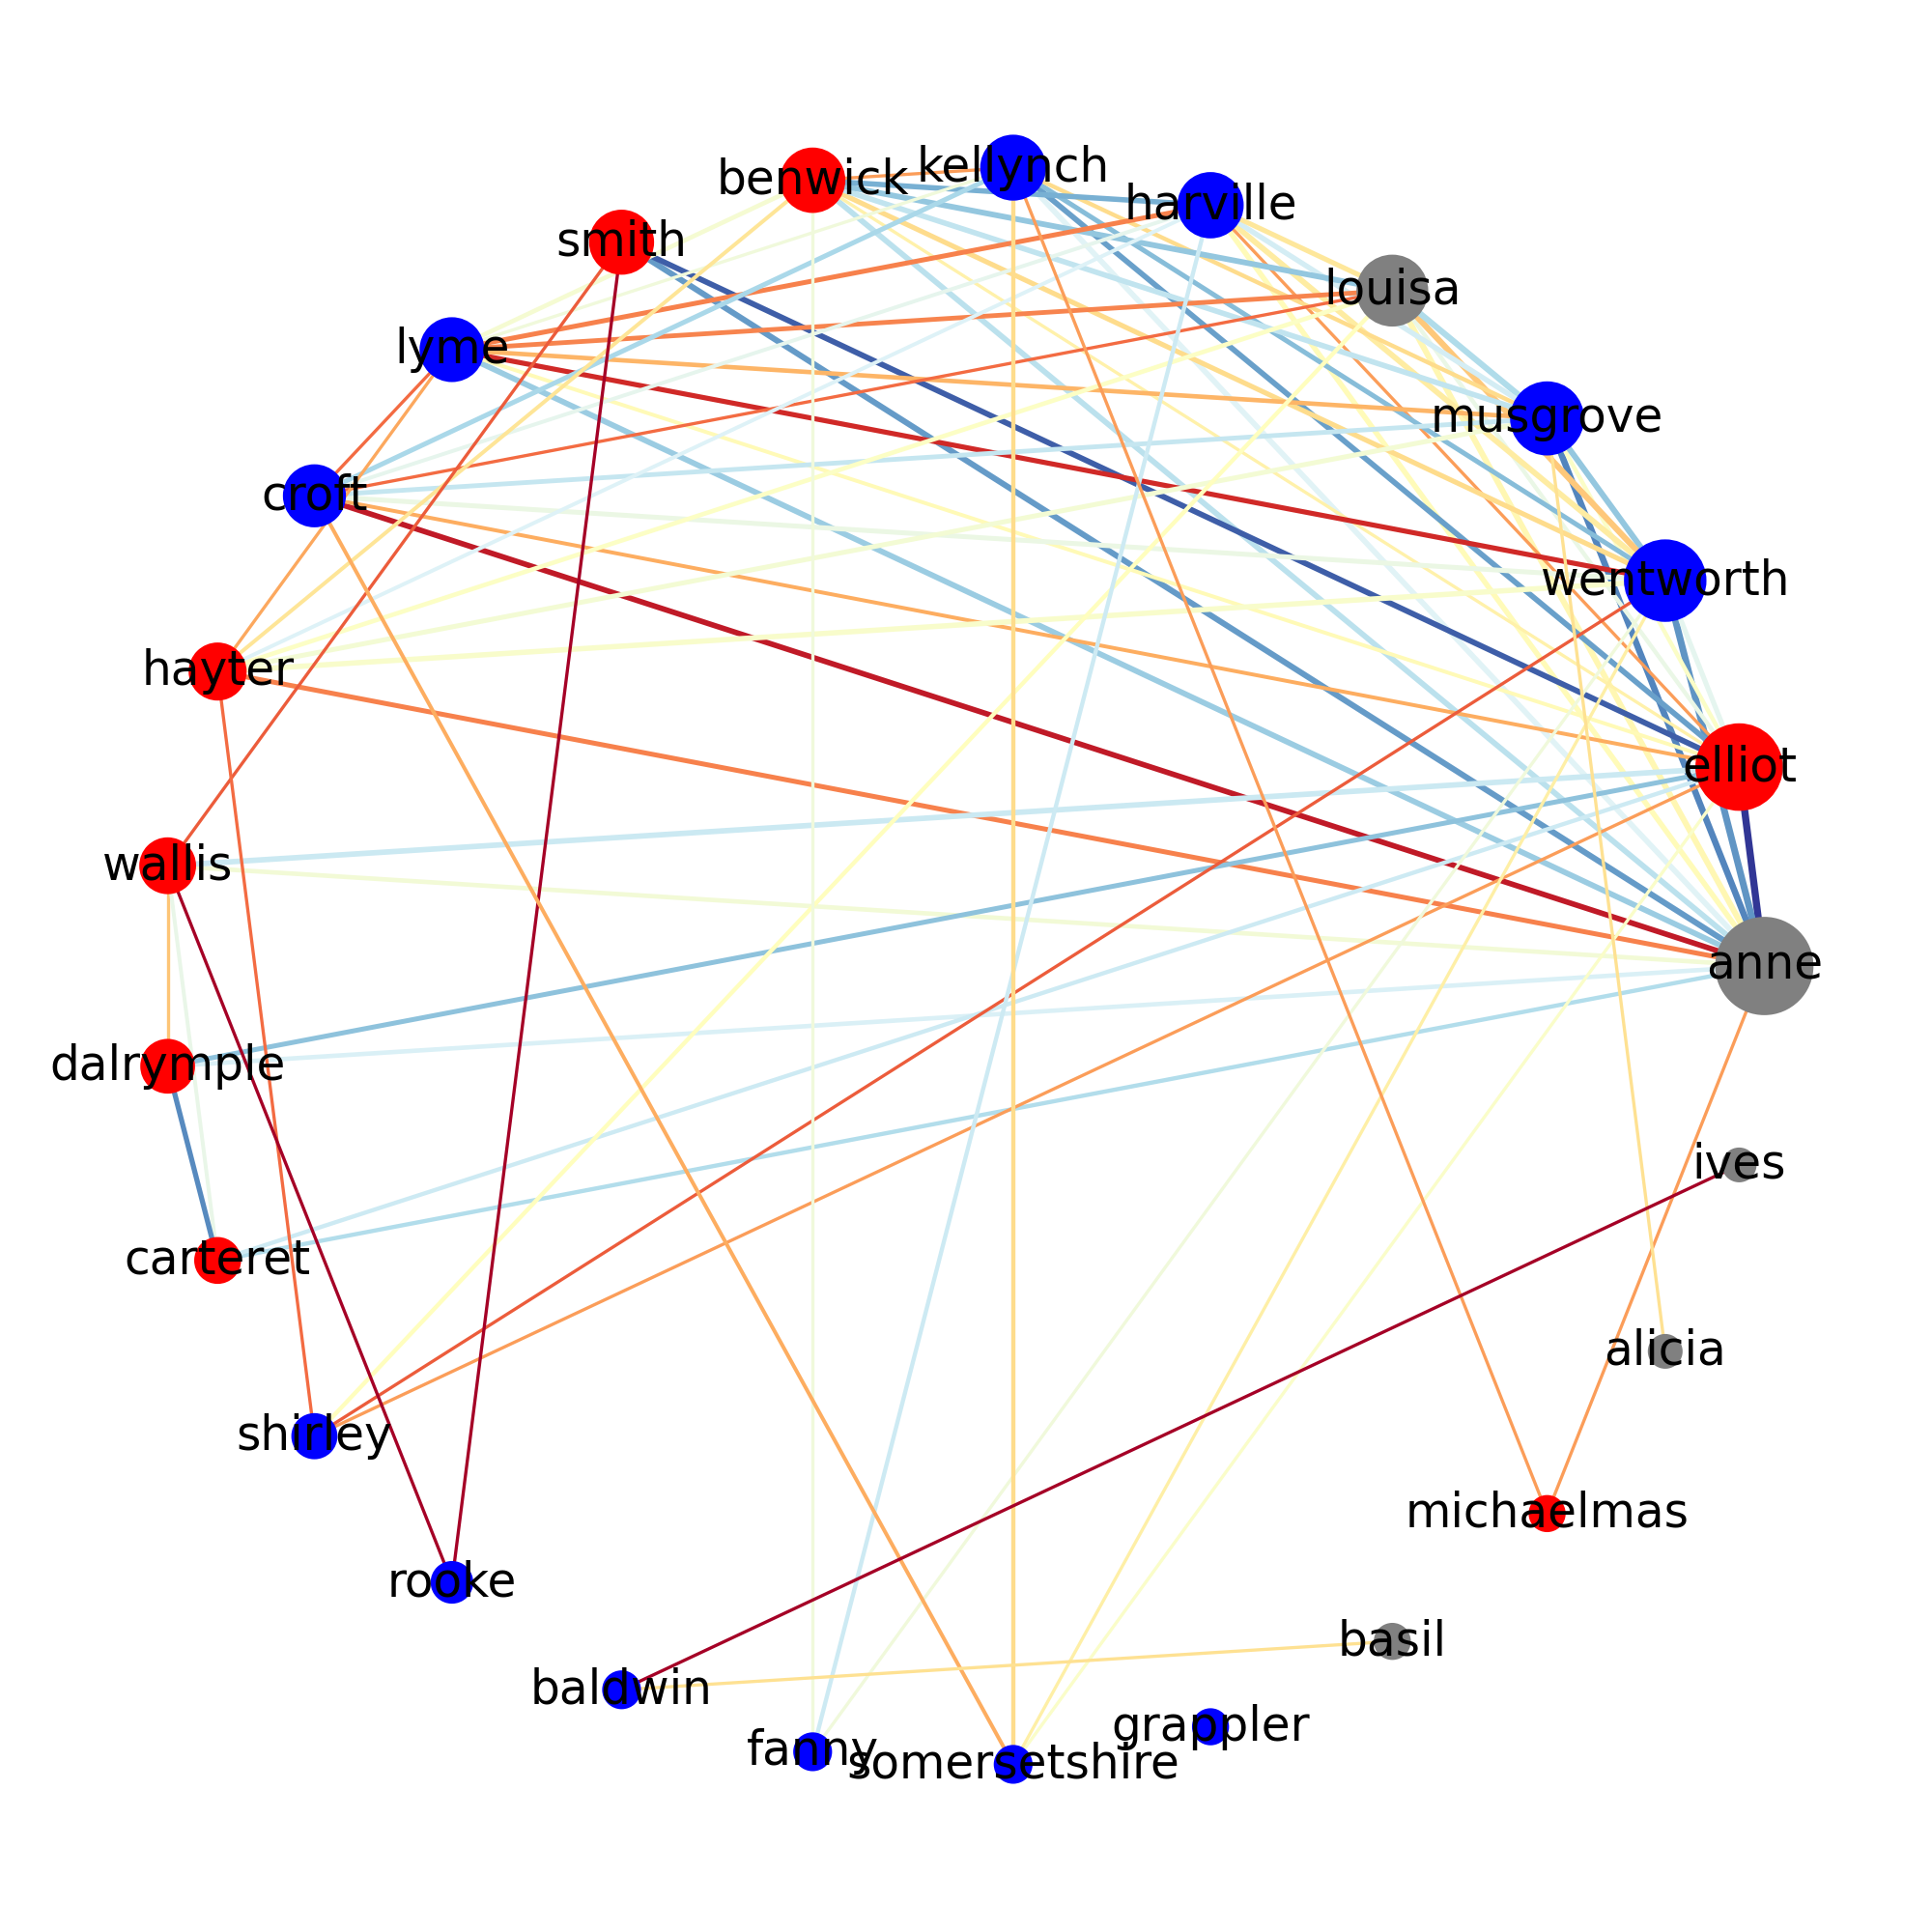 kellynch
benwick
harville
smith
louisa
lyme
musgrove
croft
wentworth
hayter
elliot
wallis
anne
dalrymple
ives
carteret
alicia
shirley
michaelmas
rooke
basil
baldwin
grappler
fanny
somersetshire